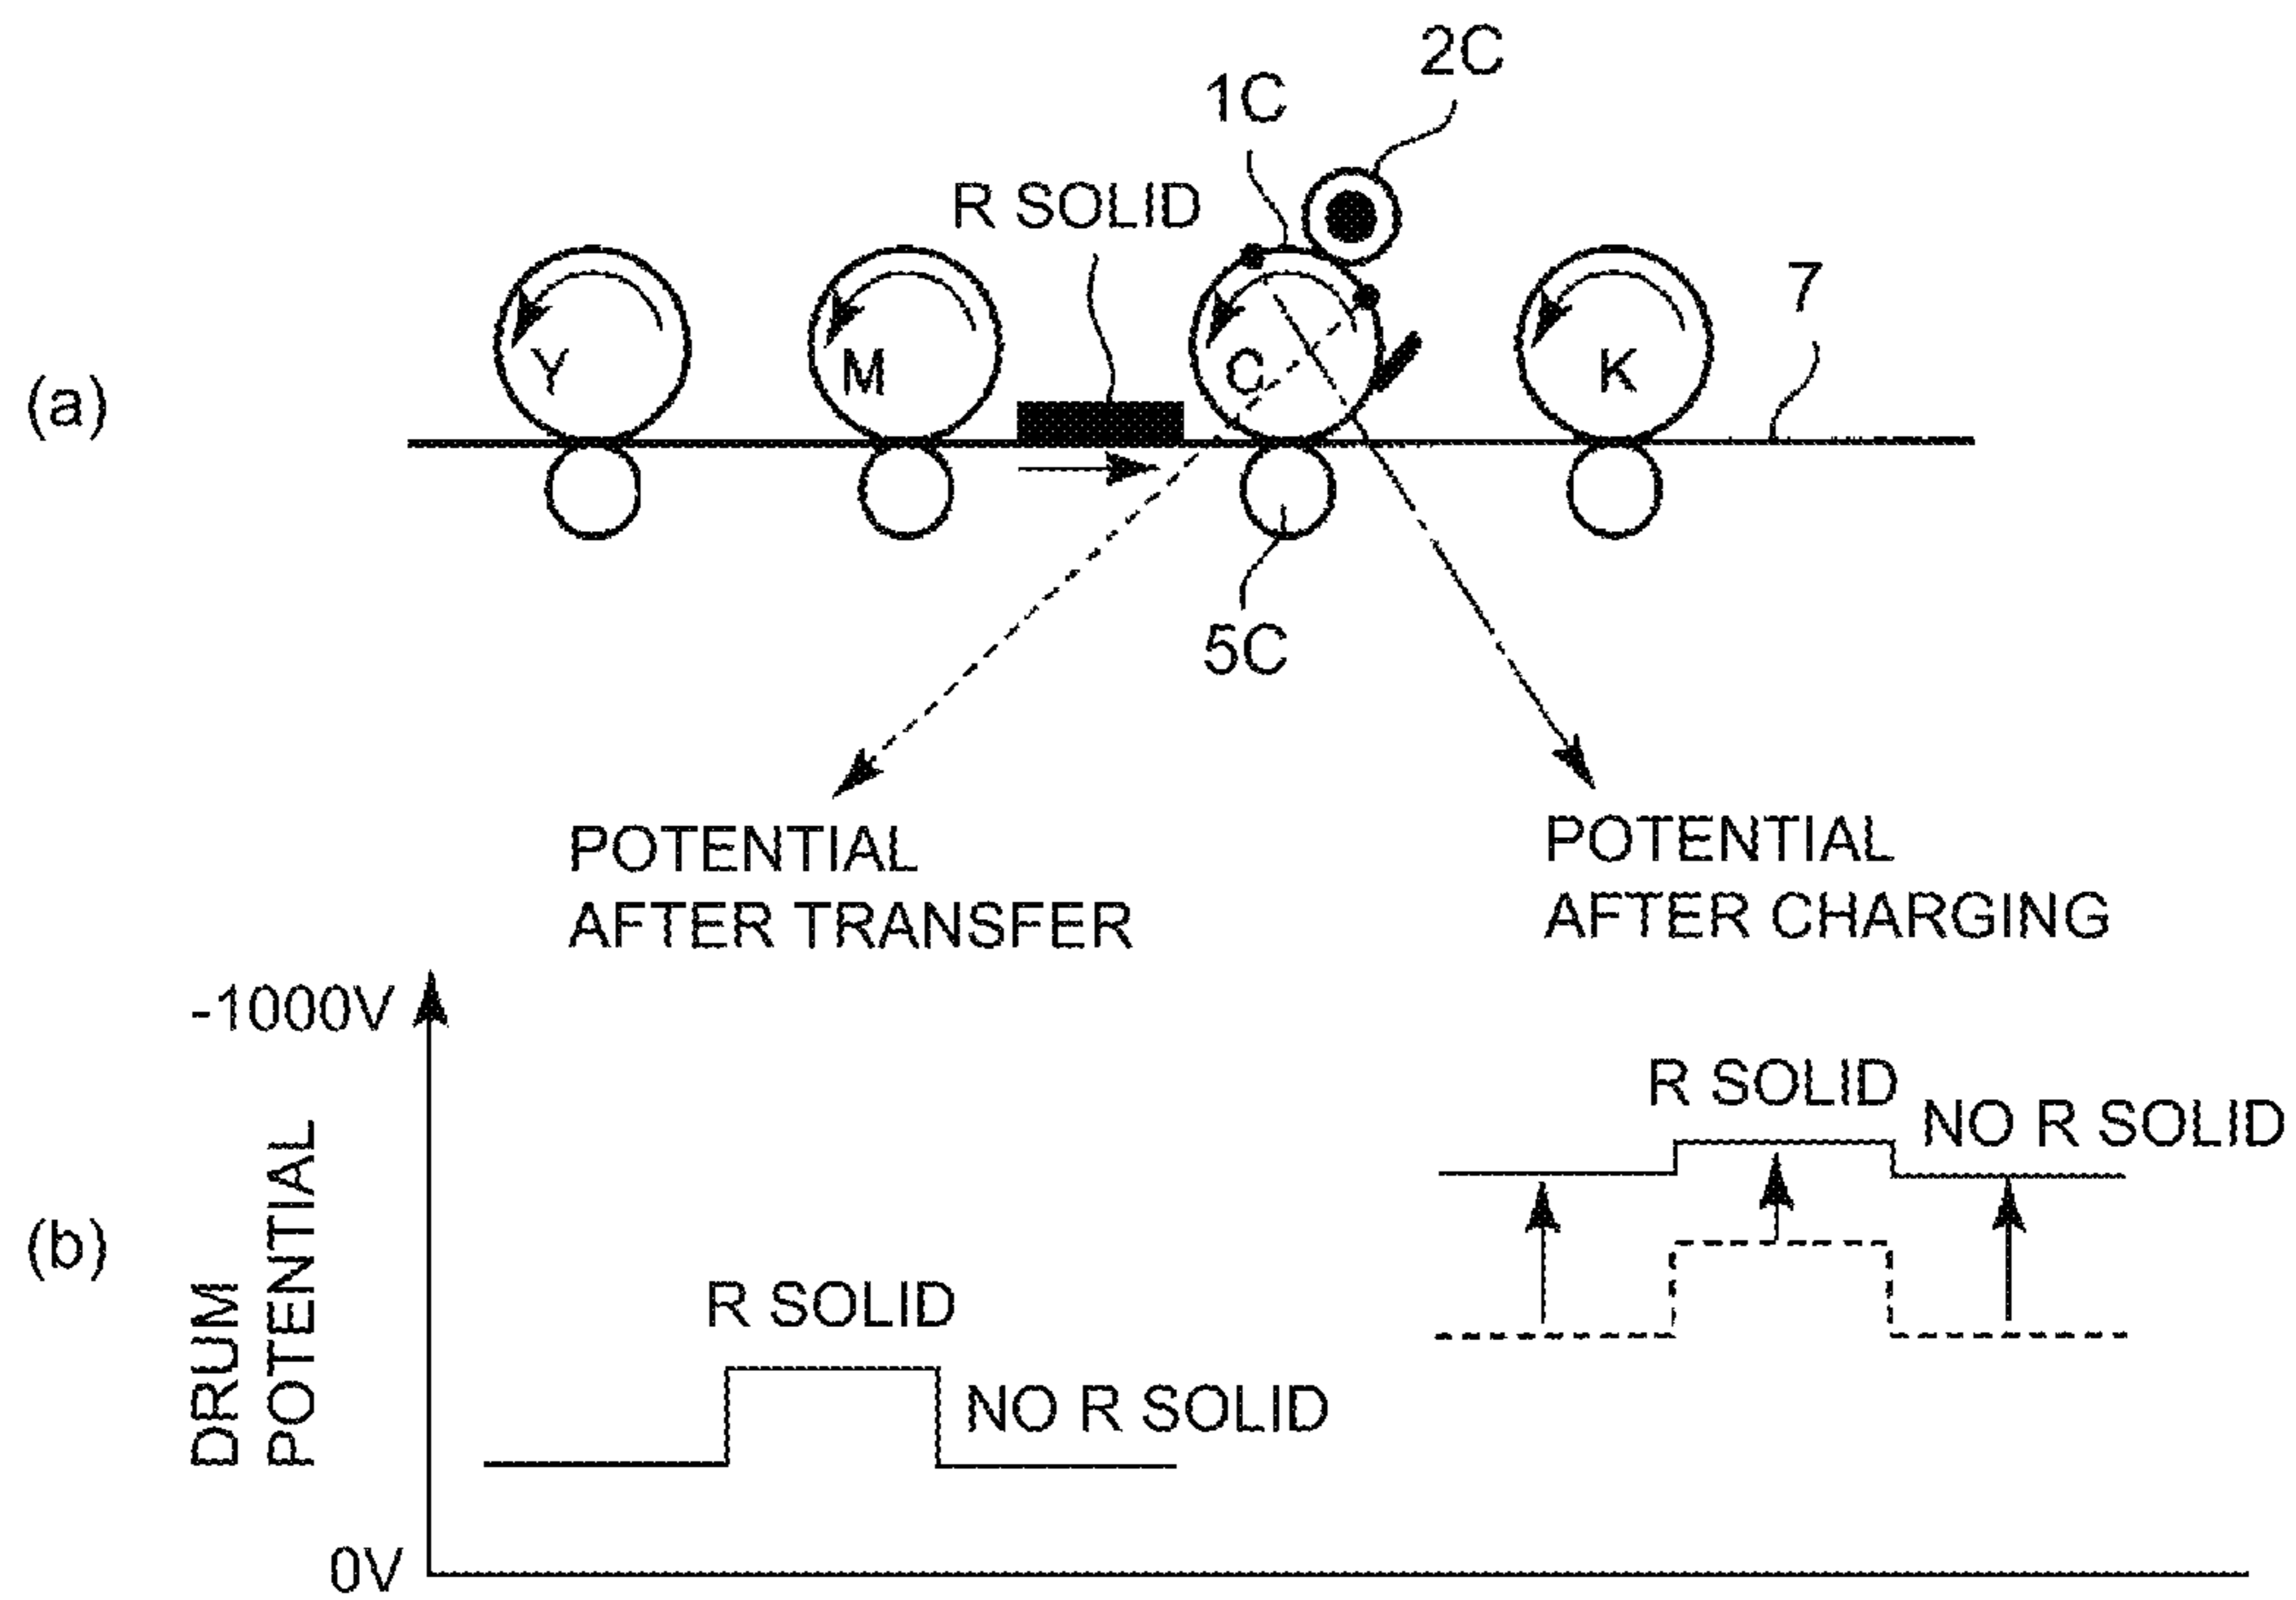 2C
1C
R SOLID
7
(a)
Y
M
C
K
5C
POTENTIAL
AFTER TRANSFER
POTENTIAL
AFTER CHARGING
-1000V
R SOLID
NO R SOLID
(b)
DRUM
POTENTIAL
R SOLID
NO R SOLID
0V